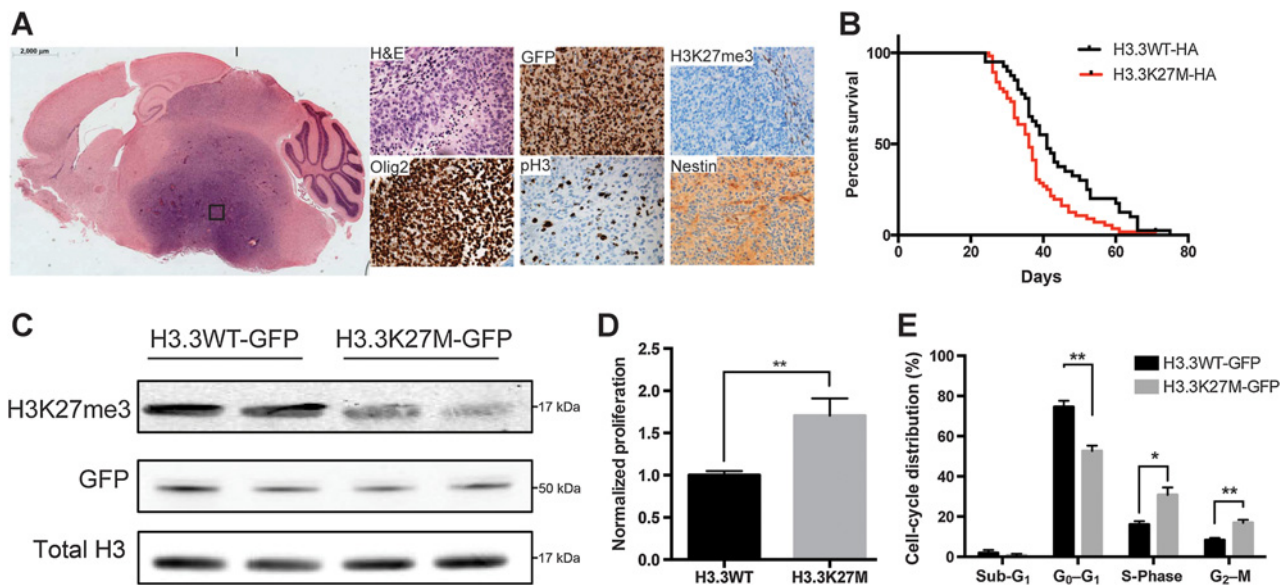 A
2,000 µm
H&E
GFP
H3K27me3
Olig2
pH3
Nestin
B
Percent survival
100
50
0
0
20
40
60
80
Days
H3.3WT-HA
H3.3K27M-HA
C
H3.3WT-GFP
H3.3K27M-GFP
H3K27me3
17 kDa
GFP
50 kDa
Total H3
17 kDa
D
Normalized proliferation
2.5
2.0
1.5
1.0
0.5
0.0
**
H3.3WT
H3.3K27M
E
Cell-cycle distribution (%)
100
80
60
40
20
0
**
*
**
H3.3WT-GFP
H3.3K27M-GFP
Sub-G₁
G₀–G₁
S-Phase
G₂–M